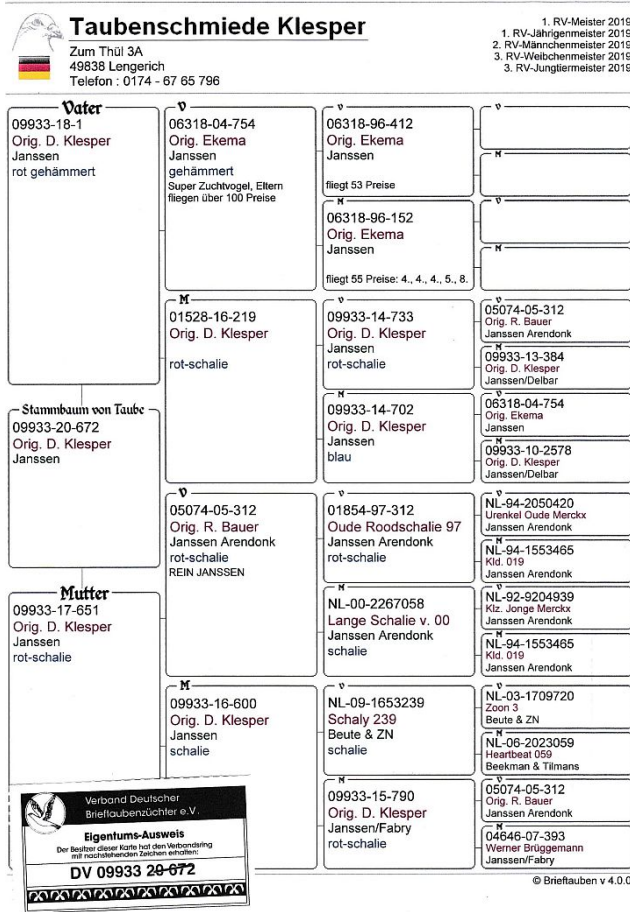 Taubenschmiede Klesper
Zum Thül 3A
49838 Lengerich
Telefon : 0174 - 67 65 796
1. RV-Meister 2019
1. RV-Jährigenmeister 2019
2. RV-Männchenmeister 2019
3. RV-Weibchenmeister 2019
3. RV-Jungtiermeister 2019
Vater
09933-18-1
Orig. D. Klesper
Janssen
rot gehämmert
Stammbaum von Taube
09933-20-672
Orig. D. Klesper
Janssen
Mutter
09933-17-651
Orig. D. Klesper
Janssen
rot-schalie
V
06318-04-754
Orig. Ekema
Janssen
gehämmert
Super Zuchtvogel, Eltern
fliegen über 100 Preise
M
01528-16-219
Orig. D. Klesper
rot-schalie
V
05074-05-312
Orig. R. Bauer
Janssen Arendonk
rot-schalie
REIN JANSSEN
M
09933-16-600
Orig. D. Klesper
Janssen
schalie
V
06318-96-412
Orig. Ekema
Janssen
fliegt 53 Preise
M
06318-96-152
Orig. Ekema
Janssen
fliegt 55 Preise: 4., 4., 4., 5., 8.
V
09933-14-733
Orig. D. Klesper
Janssen
rot-schalie
M
09933-14-702
Orig. D. Klesper
Janssen
blau
V
01854-97-312
Oude Roodschalie 97
Janssen Arendonk
rot-schalie
M
NL-00-2267058
Lange Schalie v. 00
Janssen Arendonk
schalie
V
NL-09-1653239
Schaly 239
Beute & ZN
schalie
M
09933-15-790
Orig. D. Klesper
Janssen/Fabry
rot-schalie
V
M
V
M
V
05074-05-312
Orig. R. Bauer
Janssen Arendonk
M
09933-13-384
Orig. D. Klesper
Janssen/Delbar
V
06318-04-754
Orig. Ekema
Janssen
M
09933-10-2578
Orig. D. Klesper
Janssen/Delbar
V
NL-94-2050420
Urenkel Oude Merckx
Janssen Arendonk
M
NL-94-1553465
Kld. 019
Janssen Arendonk
V
NL-92-9204939
Klz. Jonge Merckx
Janssen Arendonk
M
NL-94-1553465
Kld. 019
Janssen Arendonk
V
NL-03-1709720
Zoon 3
Beute & ZN
M
NL-06-2023059
Heartbeat 059
Beekman & Tilmans
V
05074-05-312
Orig. R. Bauer
Janssen Arendonk
M
04646-07-393
Werner Brüggemann
Janssen/Fabry
Verband Deutscher
Brieftaubenzüchter e.V.
Eigentums-Ausweis
Der Besitzer dieser Karte hat den Verbandsring
mit nachstehenden Zeichen erhalten:
DV 09933 20 672
© Brieftauben v 4.0.0